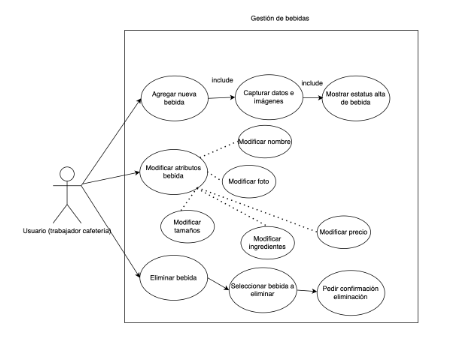 Gestión de bebidas
Agregar nueva
bebida
include
Capturar datos e
imágenes
include
Mostrar estatus alta
de bebida
Modificar nombre
Modificar atributos
bebida
Modificar foto
Usuario (trabajador cafetería)
Modificar
tamaños
Modificar
ingredientes
Modificar precio
Eliminar bebida
Seleccionar bebida a
eliminar
Pedir confirmación
eliminación